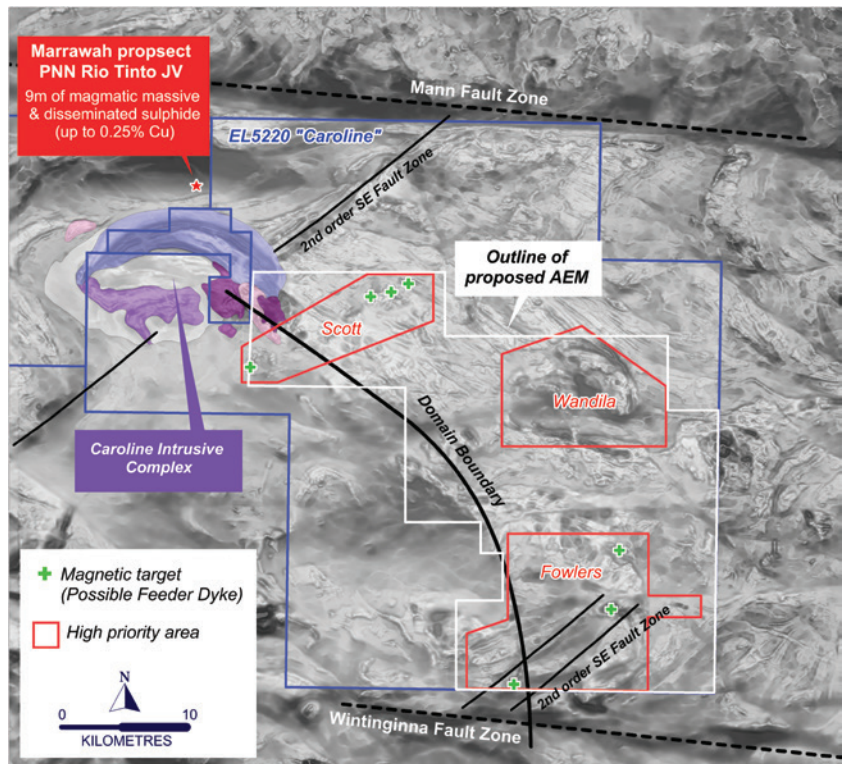 Marrawah propsect
PNN Rio Tinto JV
9m of magmatic massive
& disseminated sulphide
(up to 0.25% Cu)
Mann Fault Zone
EL5220 "Caroline"
2nd order SE Fault Zone
Outline of
proposed AEM
Scott
Wandila
Domain Boundary
Caroline Intrusive
Complex
Fowlers
2nd order SE Fault Zone
Wintinginna Fault Zone
Magnetic target
(Possible Feeder Dyke)
High priority area
N
0 10
KILOMETRES